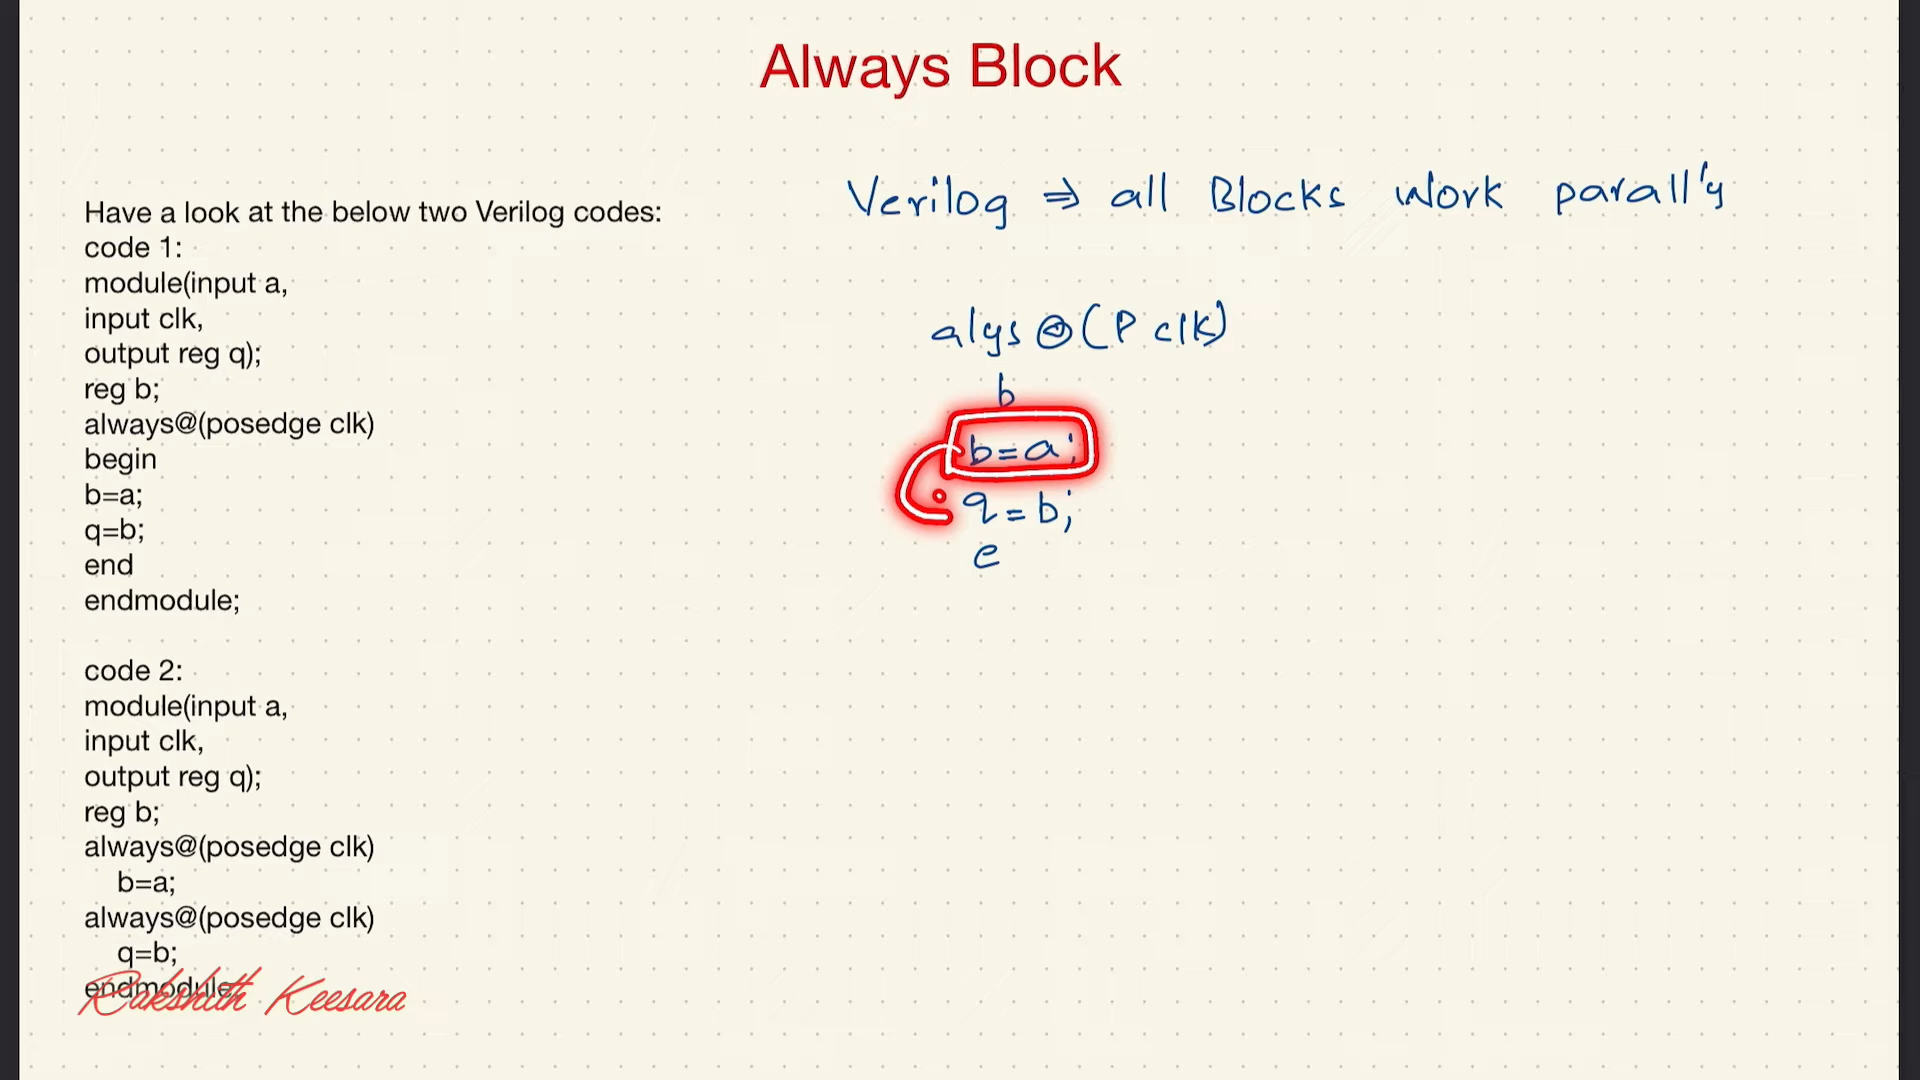 Always Block
Have a look at the below two Verilog codes:
code 1:
module(input a,
input clk,
output reg q);
reg b;
always@(posedge clk)
begin
b=a;
q=b;
end
endmodule;
code 2:
module(input a,
input clk,
output reg q);
reg b;
always@(posedge clk)
b=a;
always@(posedge clk)
q=b;
endmodule
Rakshith Keesara
Verilog ⇒ all Blocks Work parall'y
alys @(P clk)
b
b=a;
q=b;
e